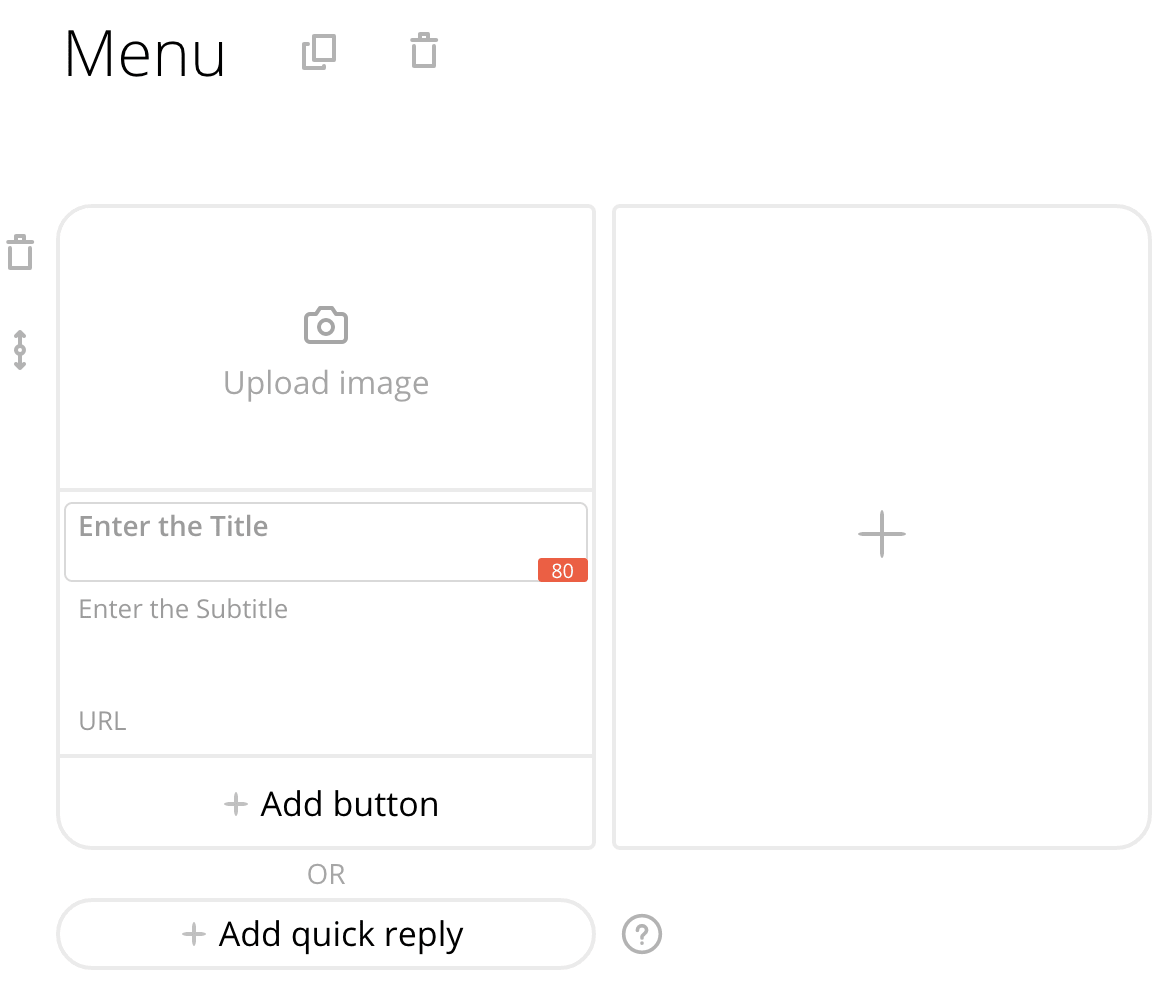 Menu
Upload image
Enter the Title
80
Enter the Subtitle
URL
+ Add button
OR
+ Add quick reply
?